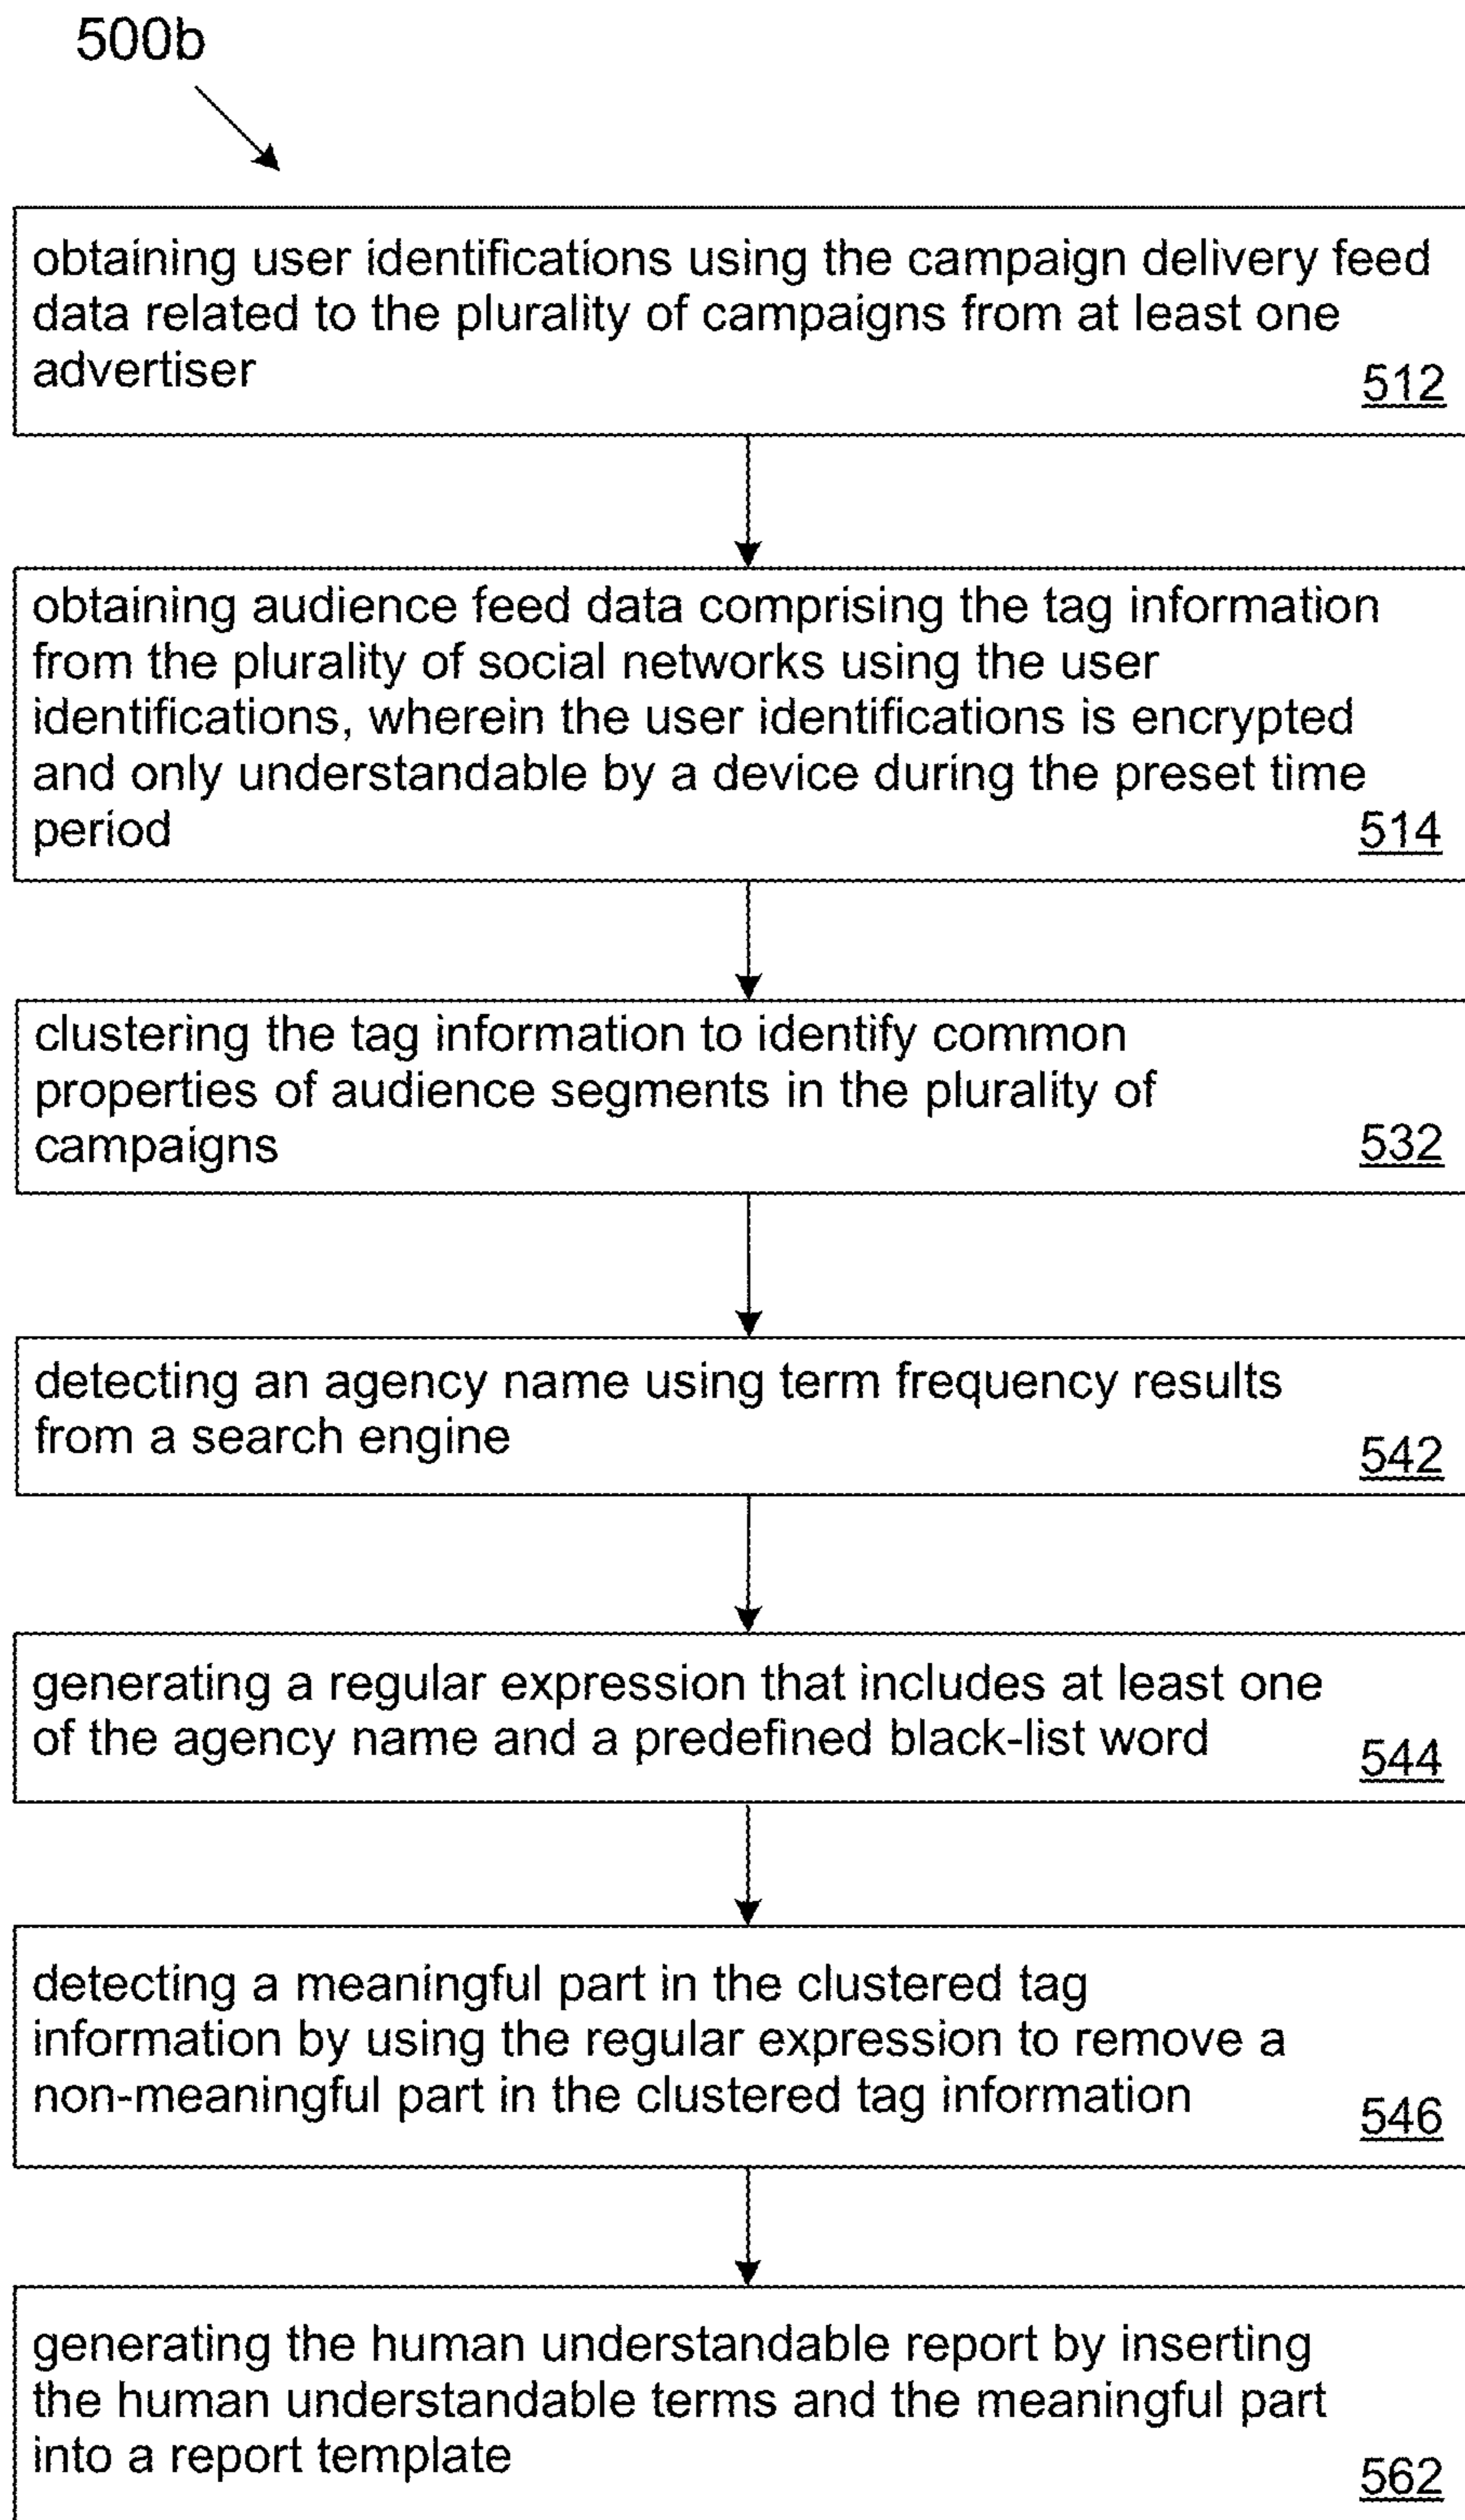 500b
obtaining user identifications using the campaign delivery feed
data related to the plurality of campaigns from at least one
advertiser
512
obtaining audience feed data comprising the tag information
from the plurality of social networks using the user
identifications, wherein the user identifications is encrypted
and only understandable by a device during the preset time
period
514
clustering the tag information to identify common
properties of audience segments in the plurality of
campaigns
532
detecting an agency name using term frequency results
from a search engine
542
generating a regular expression that includes at least one
of the agency name and a predefined black-list word
544
detecting a meaningful part in the clustered tag
information by using the regular expression to remove a
non-meaningful part in the clustered tag information
546
generating the human understandable report by inserting
the human understandable terms and the meaningful part
into a report template
562